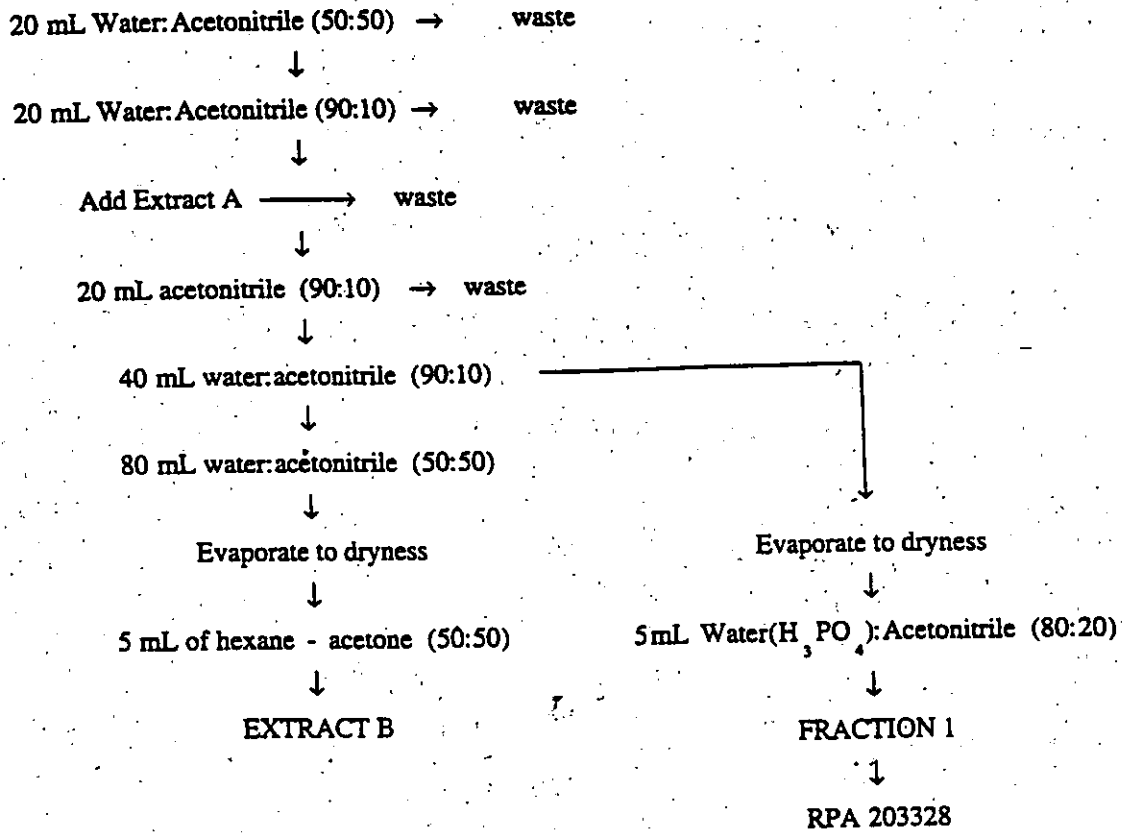 20 mL Water:Acetonitrile (50:50) → waste
↓
20 mL Water:Acetonitrile (90:10) → waste
↓
Add Extract A ⟶ waste
↓
20 mL acetonitrile (90:10) → waste
↓
40 mL water:acetonitrile (90:10)
↓
80 mL water:acetonitrile (50:50)
↓
Evaporate to dryness
↓
5 mL of hexane - acetone (50:50)
↓
EXTRACT B
Evaporate to dryness
↓
5mL Water(H₃PO₄):Acetonitrile (80:20)
↓
FRACTION 1
↓
RPA 203328